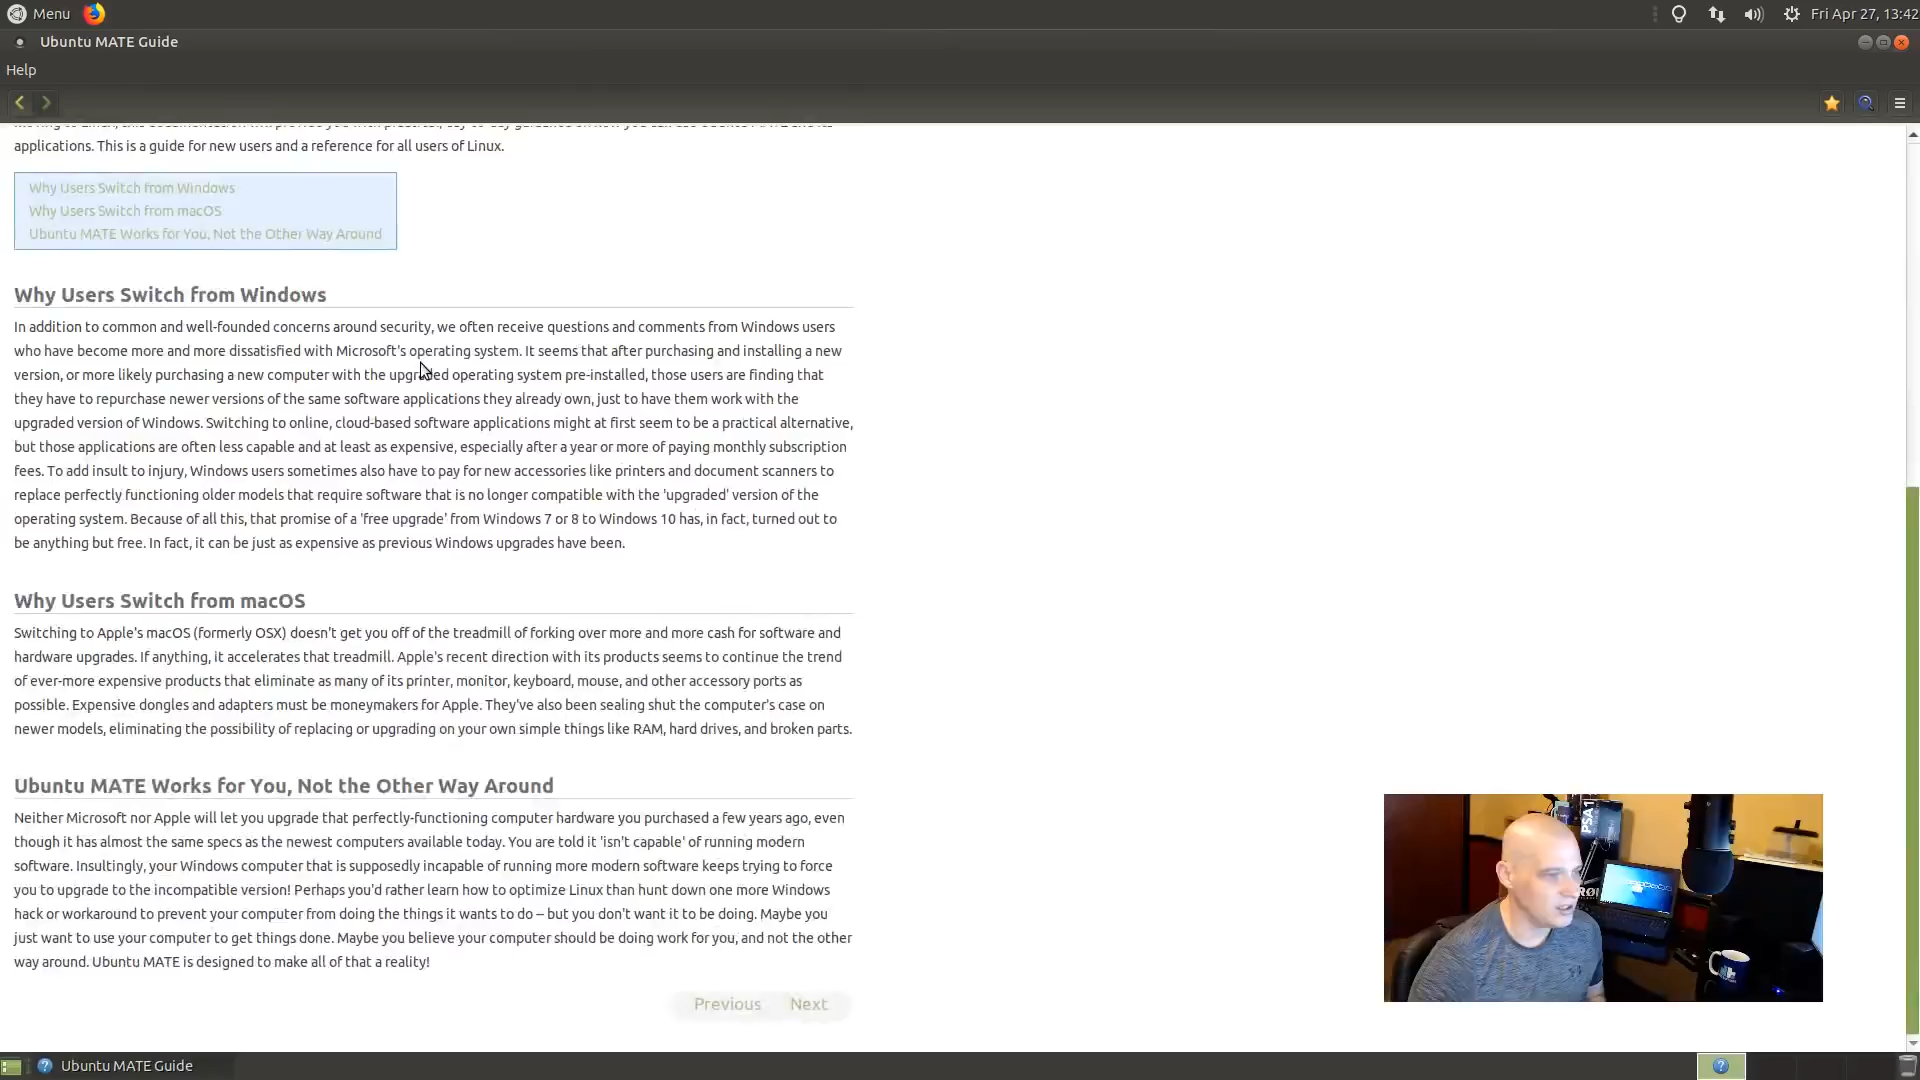 Menu
Fri Apr 27, 13:42
Ubuntu MATE Guide
Help
applications. This is a guide for new users and a reference for all users of Linux.
Why Users Switch from Windows
Why Users Switch from macOS
Ubuntu MATE Works for You, Not the Other Way Around
Why Users Switch from Windows
In addition to common and well-founded concerns around security, we often receive questions and comments from Windows users
who have become more and more dissatisfied with Microsoft's operating system. It seems that after purchasing and installing a new
version, or more likely purchasing a new computer with the upgraded operating system pre-installed, those users are finding that
they have to repurchase newer versions of the same software applications they already own, just to have them work with the
upgraded version of Windows. Switching to online, cloud-based software applications might at first seem to be a practical alternative,
but those applications are often less capable and at least as expensive, especially after a year or more of paying monthly subscription
fees. To add insult to injury, Windows users sometimes also have to pay for new accessories like printers and document scanners to
replace perfectly functioning older models that require software that is no longer compatible with the 'upgraded' version of the
operating system. Because of all this, that promise of a 'free upgrade' from Windows 7 or 8 to Windows 10 has, in fact, turned out to
be anything but free. In fact, it can be just as expensive as previous Windows upgrades have been.
Why Users Switch from macOS
Switching to Apple's macOS (formerly OSX) doesn't get you off of the treadmill of forking over more and more cash for software and
hardware upgrades. If anything, it accelerates that treadmill. Apple's recent direction with its products seems to continue the trend
of ever-more expensive products that eliminate as many of its printer, monitor, keyboard, mouse, and other accessory ports as
possible. Expensive dongles and adapters must be moneymakers for Apple. They've also been sealing shut the computer's case on
newer models, eliminating the possibility of replacing or upgrading on your own simple things like RAM, hard drives, and broken parts.
Ubuntu MATE Works for You, Not the Other Way Around
Neither Microsoft nor Apple will let you upgrade that perfectly-functioning computer hardware you purchased a few years ago, even
though it has almost the same specs as the newest computers available today. You are told it 'isn't capable' of running modern
software. Insultingly, your Windows computer that is supposedly incapable of running more modern software keeps trying to force
you to upgrade to the incompatible version! Perhaps you'd rather learn how to optimize Linux than hunt down one more Windows
hack or workaround to prevent your computer from doing the things it wants to do – but you don't want it to be doing. Maybe you
just want to use your computer to get things done. Maybe you believe your computer should be doing work for you, and not the other
way around. Ubuntu MATE is designed to make all of that a reality!
Previous Next
PSA1
Ubuntu MATE Guide